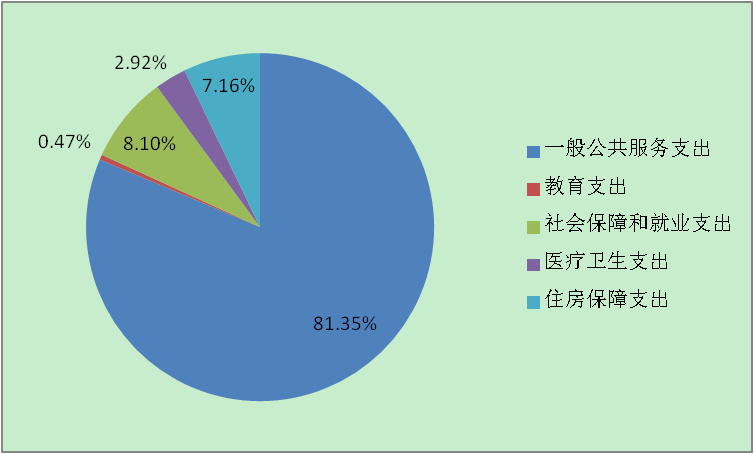 2.92%
7.16%
0.47%
8.10%
81.35%
一般公共服务支出
教育支出
社会保障和就业支出
医疗卫生支出
住房保障支出